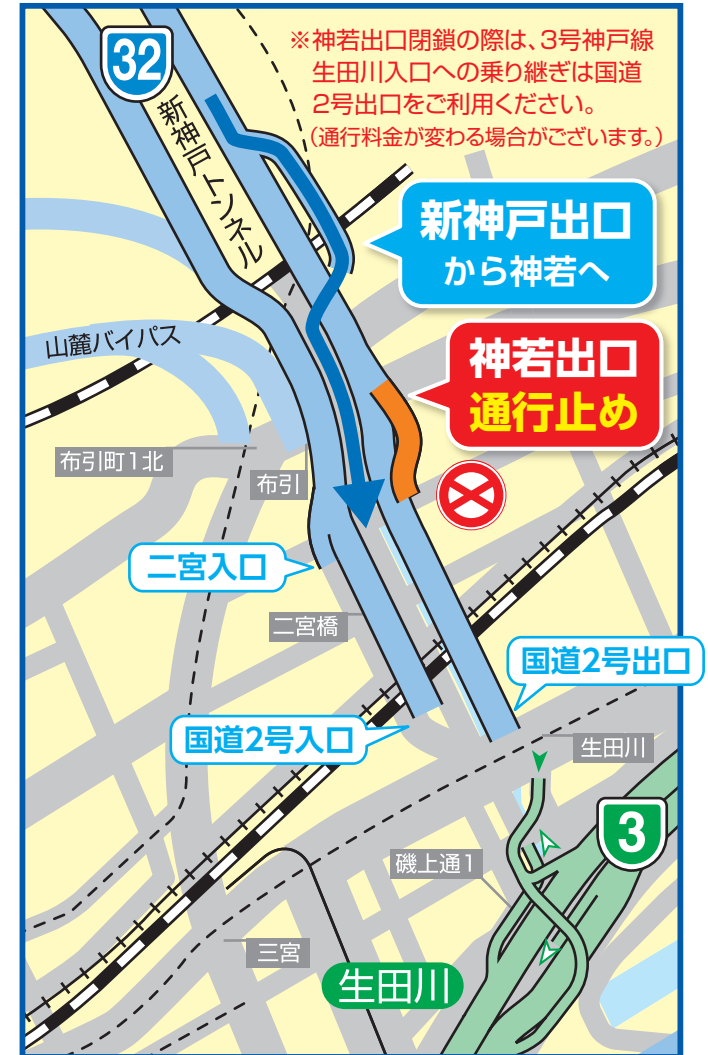 32
※神若出口閉鎖の際は、3号神戸線
生田川入口への乗り継ぎは国道
2号出口をご利用ください。
(通行料金が変わる場合がございます。)
新神戸トンネル
新神戸出口
から神若へ
山麓バイパス
神若出口
通行止め
布引町1北
布引
二宮入口
二宮橋
国道2号出口
国道2号入口
生田川
3
磯上通1
三宮
生田川